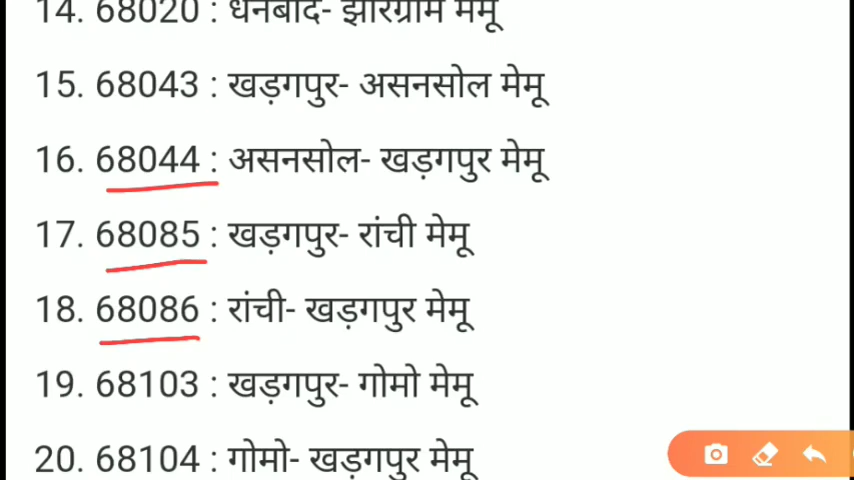 14. 68020 : धनबाद- झारग्राम मेमू
15. 68043 : खड़गपुर- असनसोल मेमू
16. 68044 : असनसोल- खड़गपुर मेमू
17. 68085 : खड़गपुर- रांची मेमू
18. 68086 : रांची- खड़गपुर मेमू
19. 68103 : खड़गपुर- गोमो मेमू
20. 68104 : गोमो- खड़गपुर मेमू